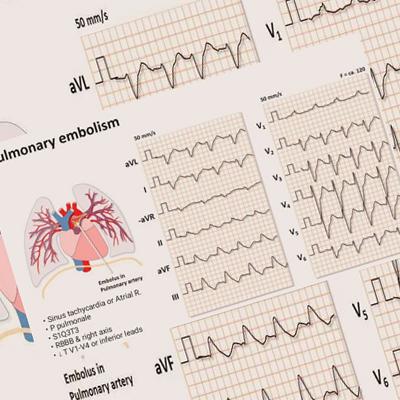 50 mm/s
aVL
V1
F = ca. 120
ulmonary embolism
50 mm/s
50 mm/s
aVL
I
-aVR
II
aVF
III
V1
V2
V3
V4
V5
V6
Embolus in
Pulmonary artery
• Sinus tachycardia or Atrial R.
• P pulmonale
• S1Q3T3
• RBBB & right axis
• ↓ T V1-V4 or inferior leads
Embolus in
Pulmonary artery
aVF
V5
V6